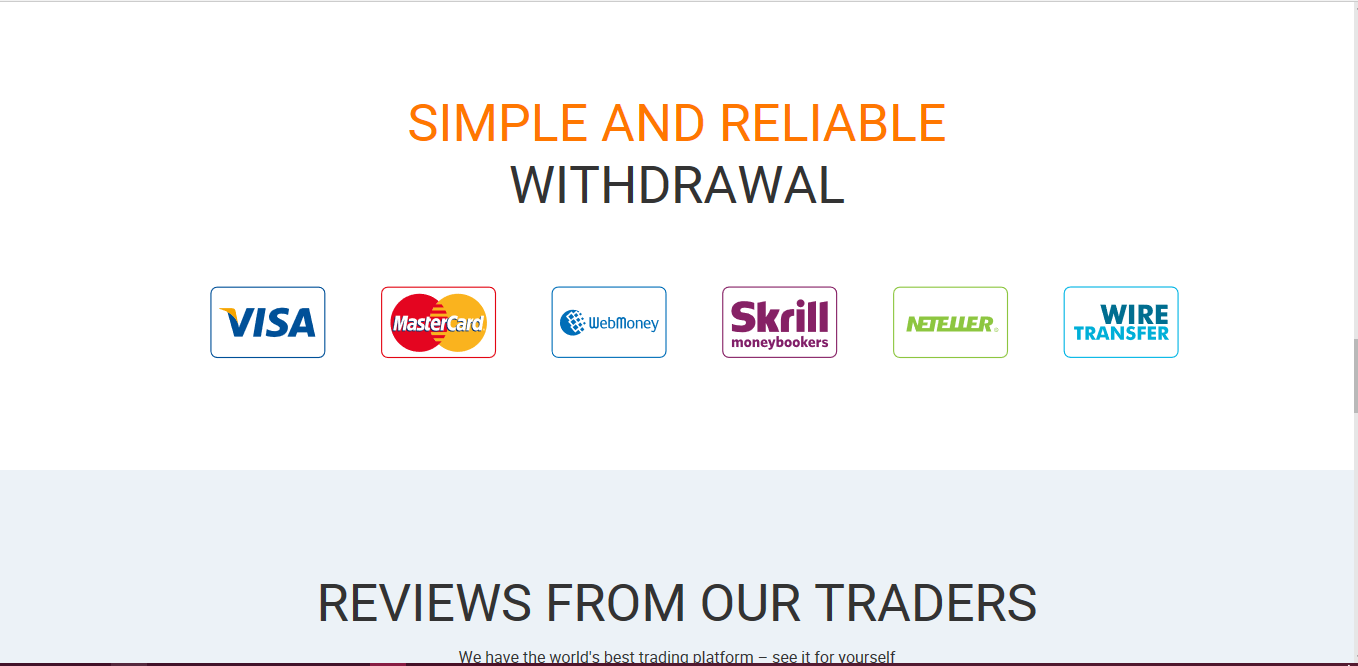 SIMPLE AND RELIABLE
WITHDRAWAL
VISA
MasterCard
WebMoney
Skrill
moneybookers
NETELLER
WIRE
TRANSFER
REVIEWS FROM OUR TRADERS
We have the world's best trading platform – see it for yourself